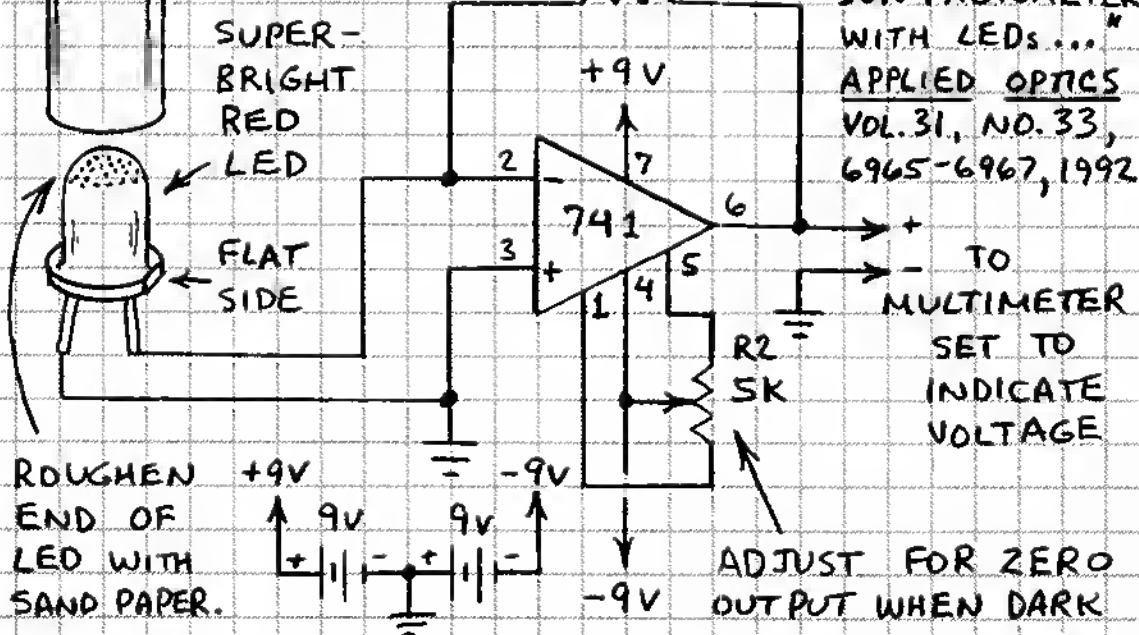 SUPER-
BRIGHT
RED
LED
FLAT
SIDE
ROUGHEN
END OF
LED WITH
SAND PAPER.
+9V
9V
9V
-9V
+
-
+
-
+9V
2
-
7
741
6
3
+
1
4
5
R2
5K
-9V
WITH LEDs..."
APPLIED OPTICS
VOL. 31, NO. 33,
6965-6967, 1992
+
-
TO
MULTIMETER
SET TO
INDICATE
VOLTAGE
ADJUST FOR ZERO
OUTPUT WHEN DARK